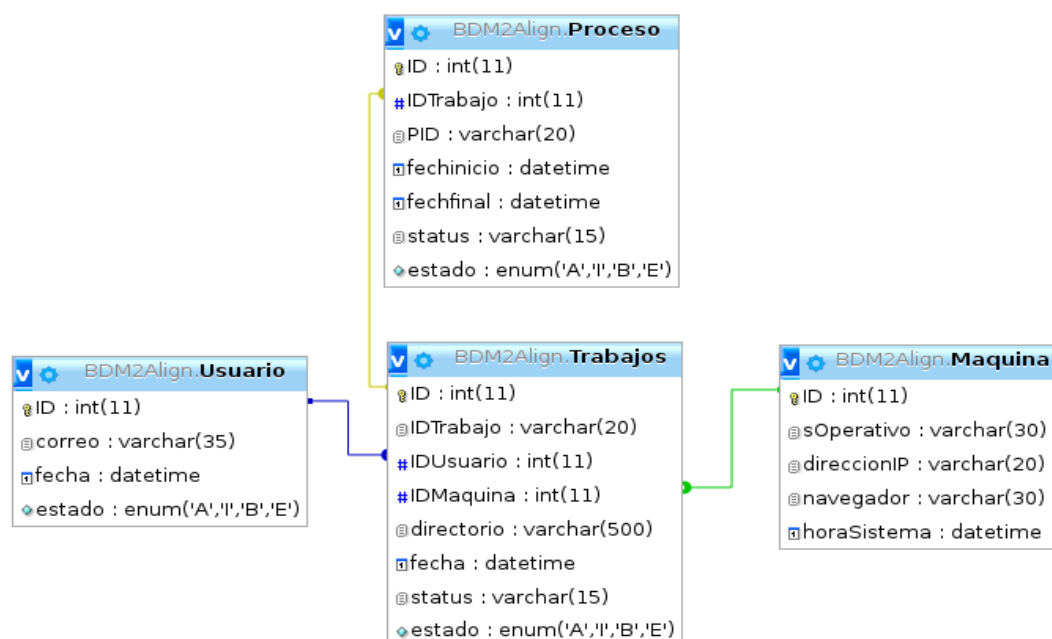 BDM2Align.Proceso
ID : int(11)
#IDTrabajo : int(11)
PID : varchar(20)
fechinicio : datetime
fechfinal : datetime
status : varchar(15)
estado : enum('A','I','B','E')
BDM2Align.Usuario
ID : int(11)
correo : varchar(35)
fecha : datetime
estado : enum('A','I','B','E')
BDM2Align.Trabajos
ID : int(11)
IDTrabajo : varchar(20)
#IDUsuario : int(11)
#IDMaquina : int(11)
directorio : varchar(500)
fecha : datetime
status : varchar(15)
estado : enum('A','I','B','E')
BDM2Align.Maquina
ID : int(11)
sOperativo : varchar(30)
direccionIP : varchar(20)
navegador : varchar(30)
horaSistema : datetime